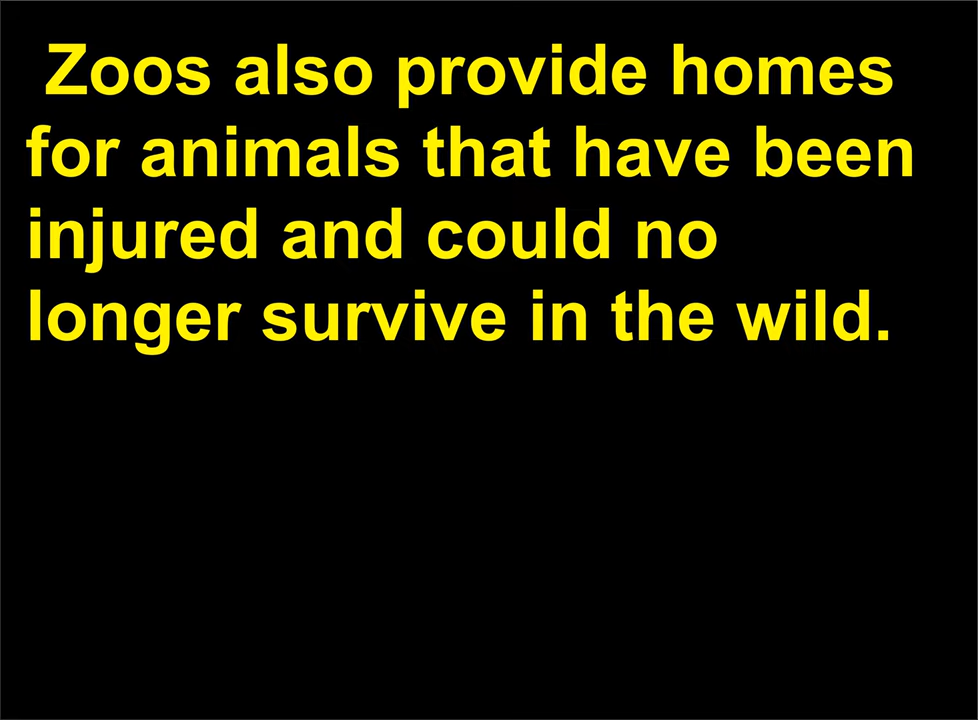 Zoos also provide homes
for animals that have been
injured and could no
longer survive in the wild.